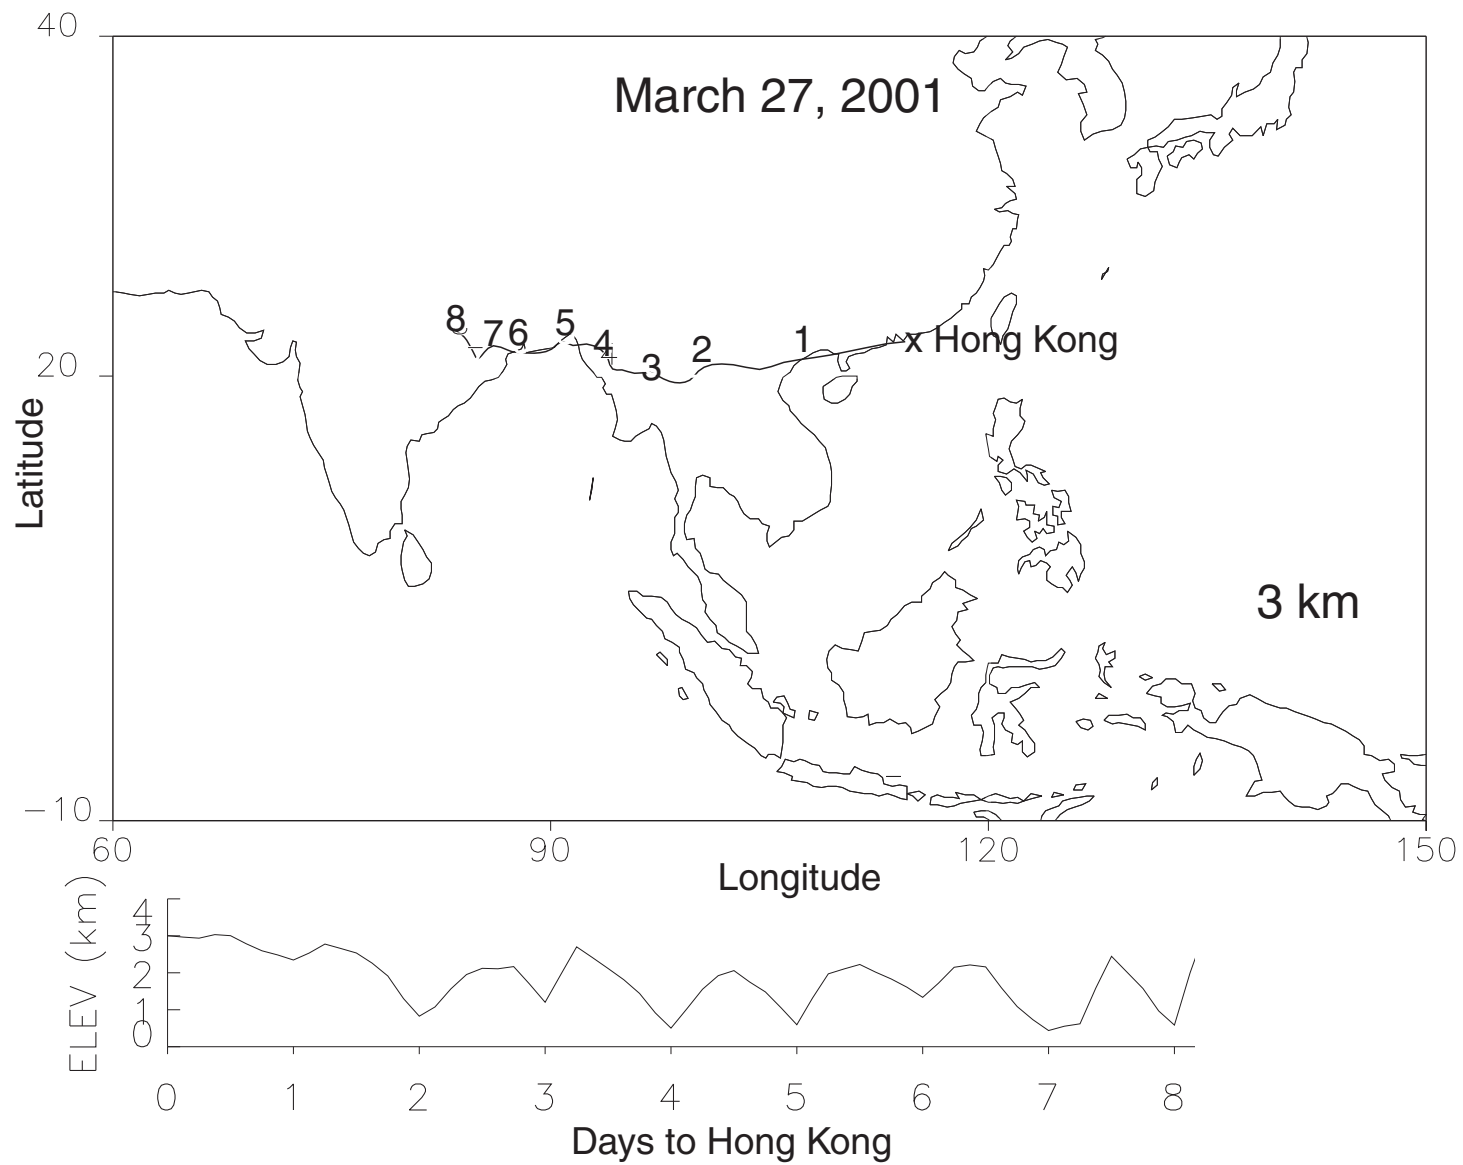 40
March 27, 2001
8 7 6 5 4 3 2 1 x Hong Kong
20
Latitude
3 km
-10
60 90 120 150
Longitude
ELEV (km)
4
3
2
1
0
0 1 2 3 4 5 6 7 8
Days to Hong Kong